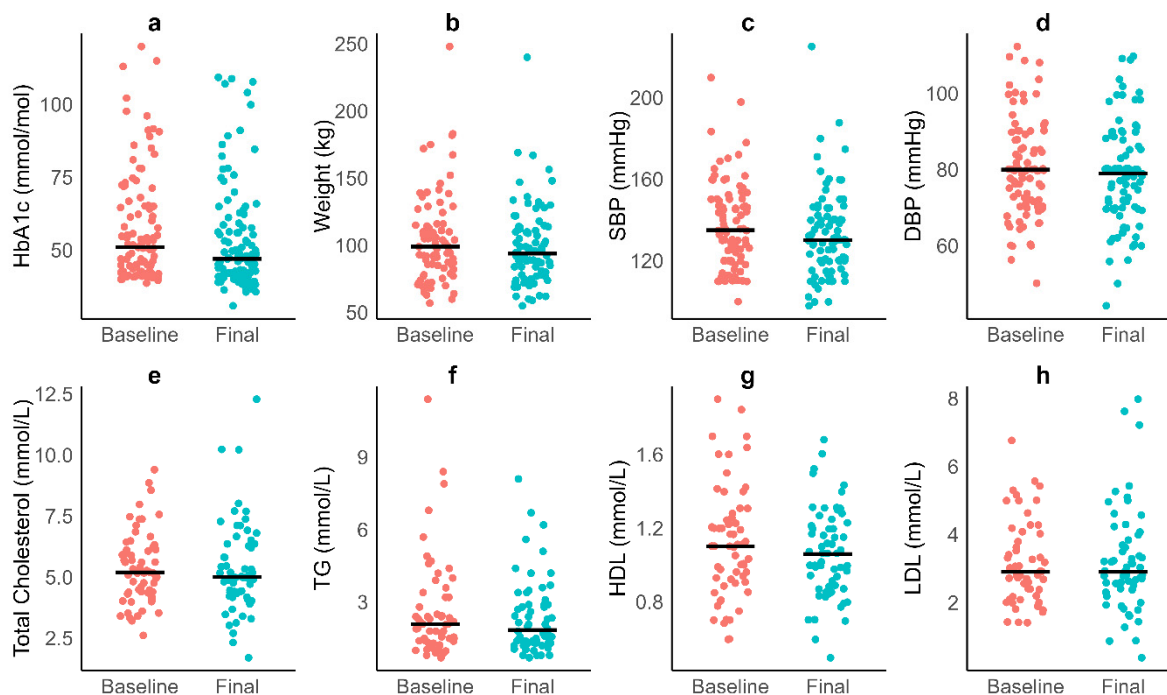 a
HbA1c (mmol/mol)
100
75
50
Baseline Final
b
Weight (kg)
250
200
150
100
50
Baseline Final
c
SBP (mmHg)
200
160
120
Baseline Final
d
DBP (mmHg)
100
80
60
Baseline Final
e
Total Cholesterol (mmol/L)
12.5
10.0
7.5
5.0
2.5
Baseline Final
f
TG (mmol/L)
9
6
3
Baseline Final
g
HDL (mmol/L)
1.6
1.2
0.8
Baseline Final
h
LDL (mmol/L)
8
6
4
2
Baseline Final